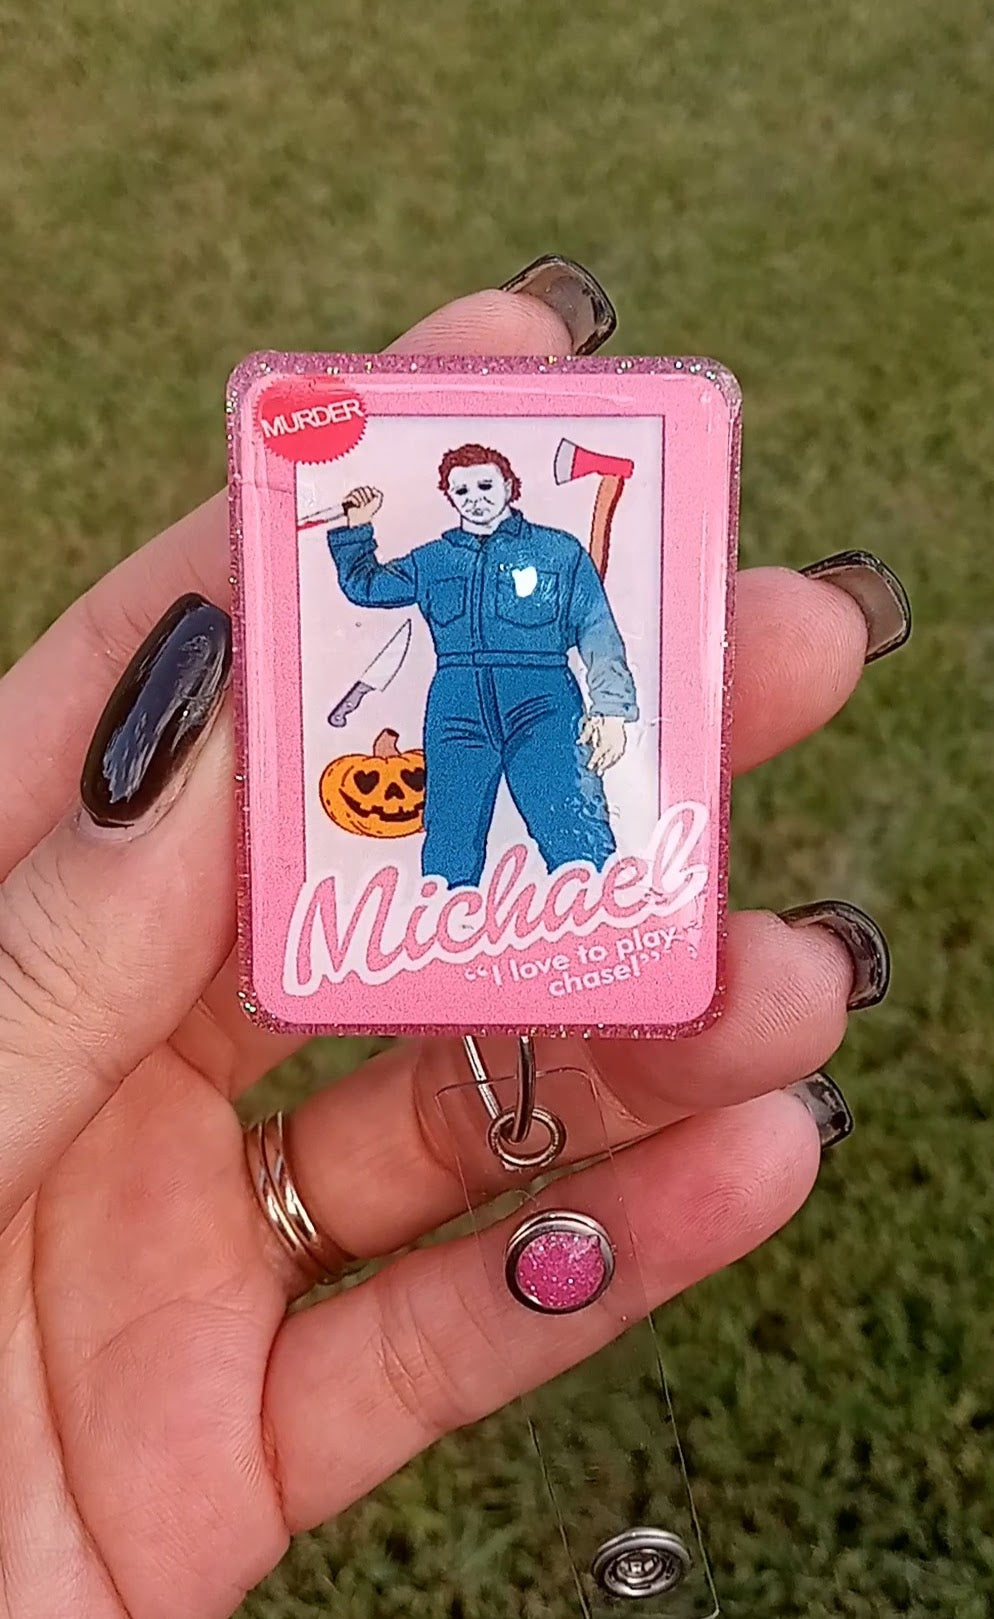 MURDER
Michael
“I love to play
chase!”